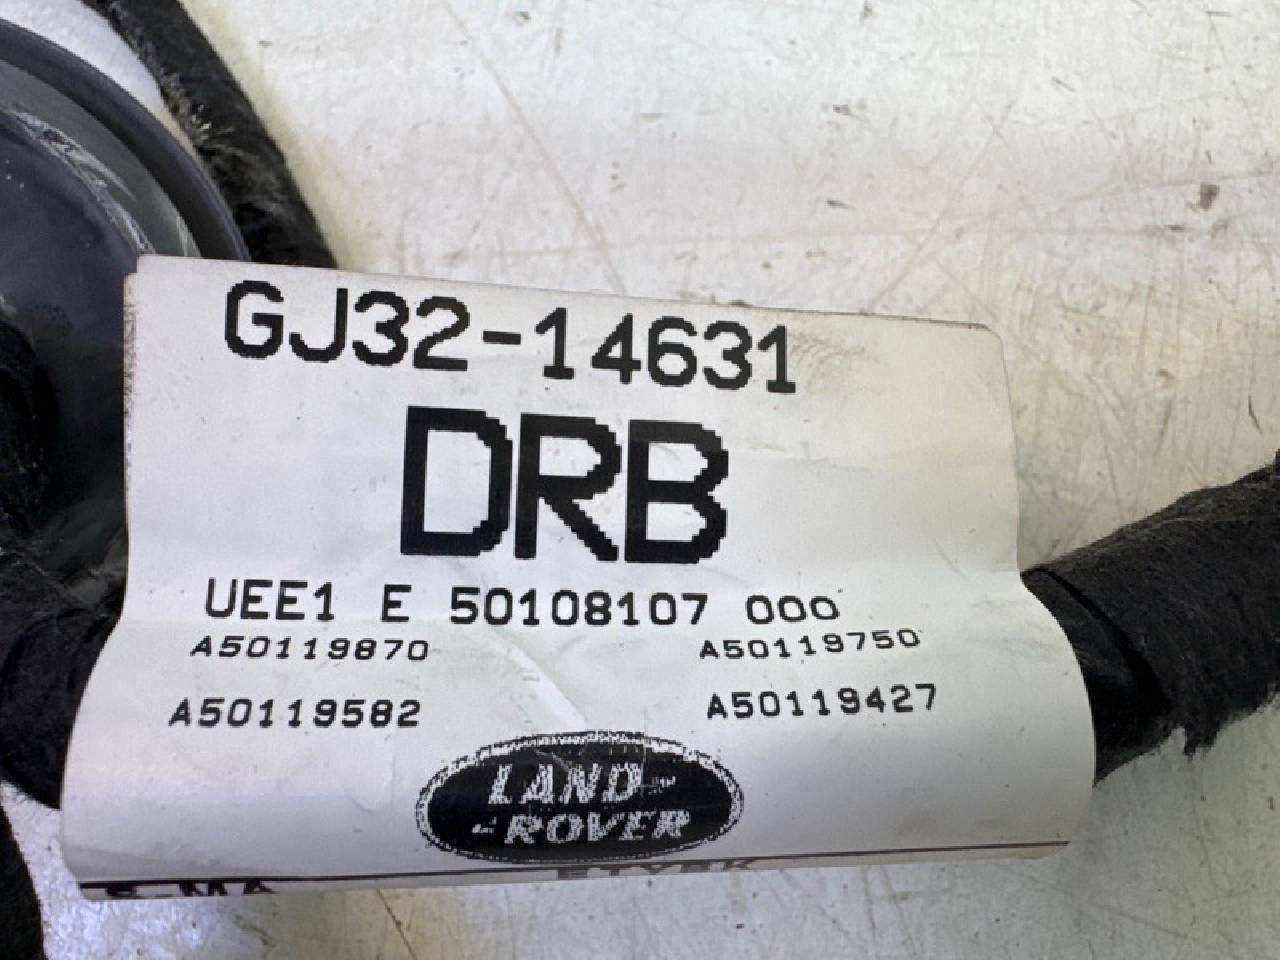 GJ32-14631
DRB
UEE1 E 50108107 000
A50119870 A50119750
A50119582 A50119427
LAND
ROVER